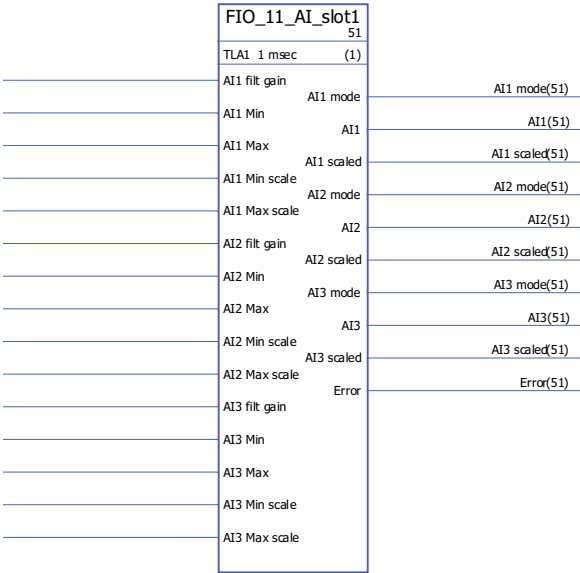 FIO_11_AI_slot1
51
TLA1 1 msec (1)
AI1 filt gain
AI1 mode AI1 mode(51)
AI1 Min
AI1 AI1(51)
AI1 Max
AI1 scaled AI1 scaled(51)
AI1 Min scale
AI2 mode AI2 mode(51)
AI1 Max scale
AI2 AI2(51)
AI2 filt gain
AI2 scaled AI2 scaled(51)
AI2 Min
AI3 mode AI3 mode(51)
AI2 Max
AI3 AI3(51)
AI2 Min scale
AI3 scaled AI3 scaled(51)
AI2 Max scale
Error Error(51)
AI3 filt gain
AI3 Min
AI3 Max
AI3 Min scale
AI3 Max scale